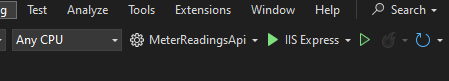 g Test Analyze Tools Extensions Window Help Search
Any CPU MeterReadingsApi IIS Express